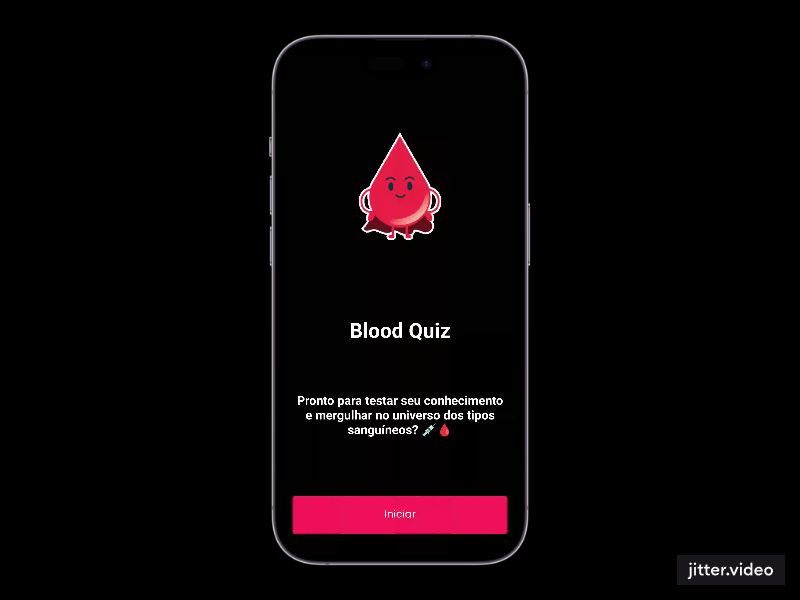 Blood Quiz
Pronto para testar seu conhecimento
e mergulhar no universo dos tipos
sanguíneos? 💉🩸
Iniciar
jitter.video